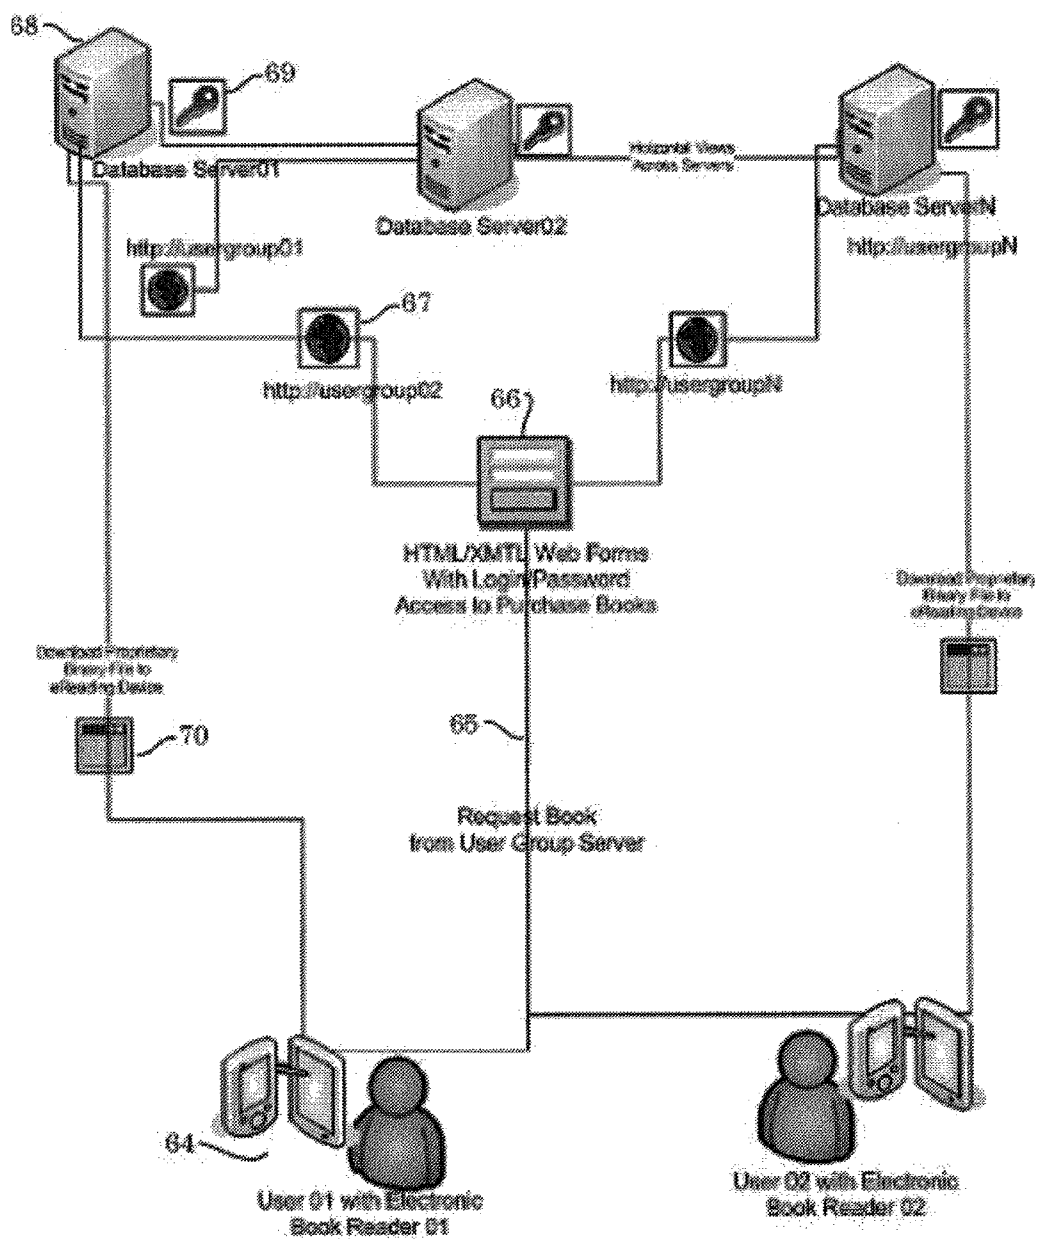 68
69
Database Server01
Horizontal Views
Across Servers
Database Server02
Database ServerN
http://usergroup01
http://usergroupN
67
http://usergroup02
http://usergroupN
66
HTML/XMTL Web Forms
With Login/Password
Access to Purchase Books
Download Proprietary
Binary File to
eReading Device
Download Proprietary
Binary File to
eReading Device
65
70
Request Book
from User Group Server
64
User 01 with Electronic
Book Reader 01
User 02 with Electronic
Book Reader 02